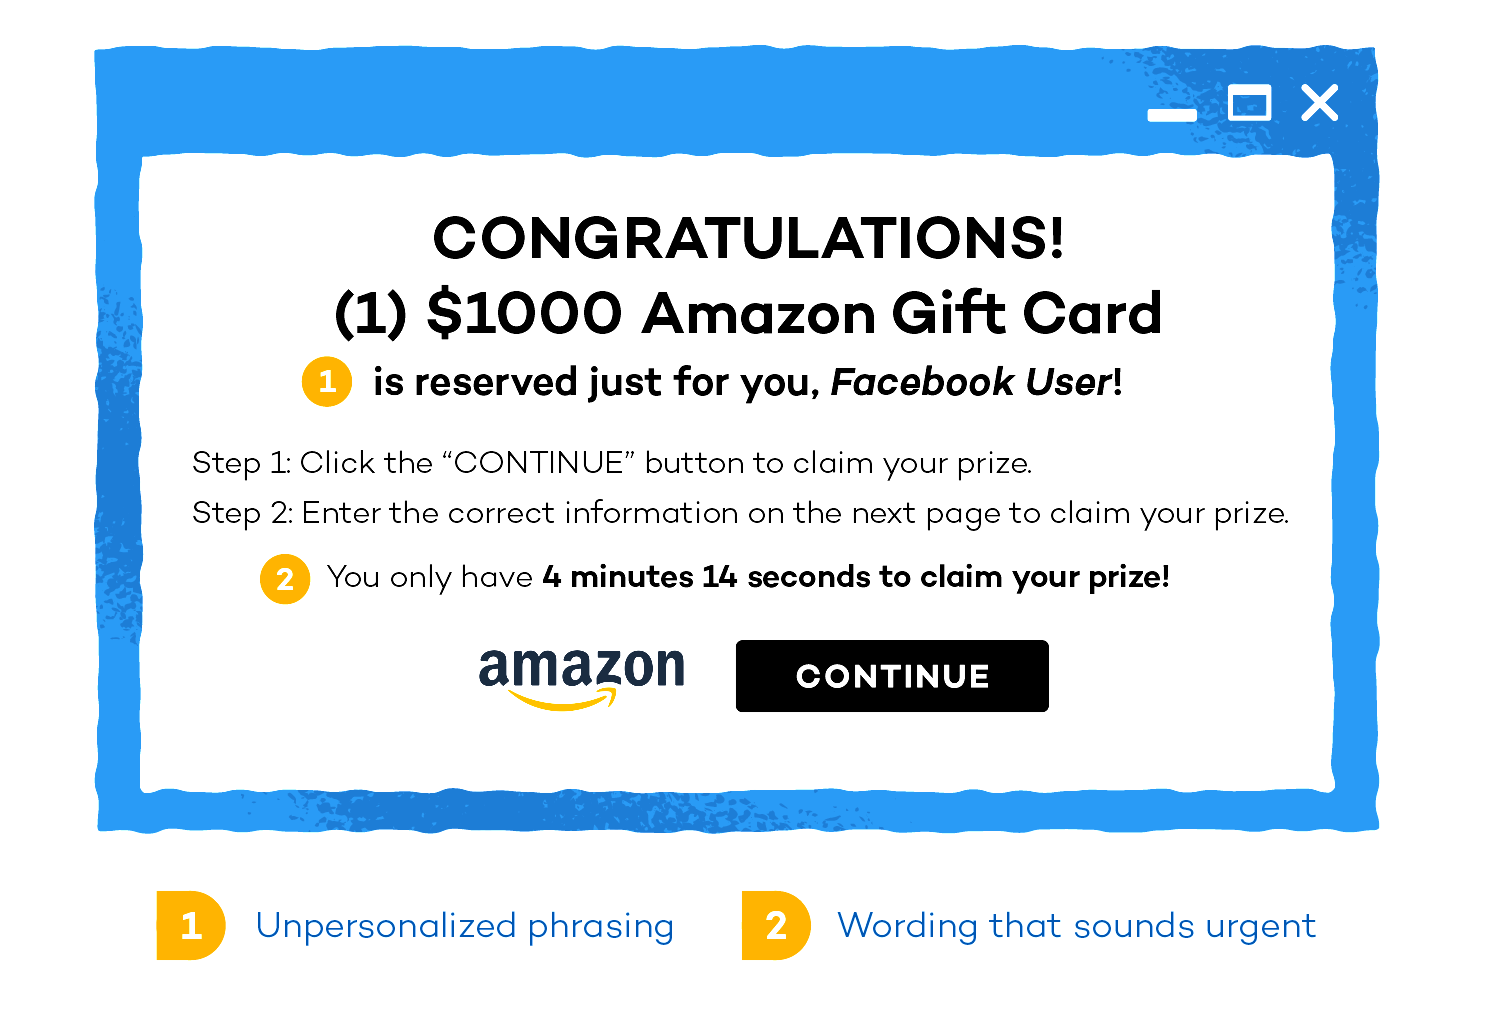 CONGRATULATIONS!
(1) $1000 Amazon Gift Card
1 is reserved just for you, Facebook User!
Step 1: Click the “CONTINUE” button to claim your prize.
Step 2: Enter the correct information on the next page to claim your prize.
2 You only have 4 minutes 14 seconds to claim your prize!
amazon CONTINUE
1 Unpersonalized phrasing 2 Wording that sounds urgent